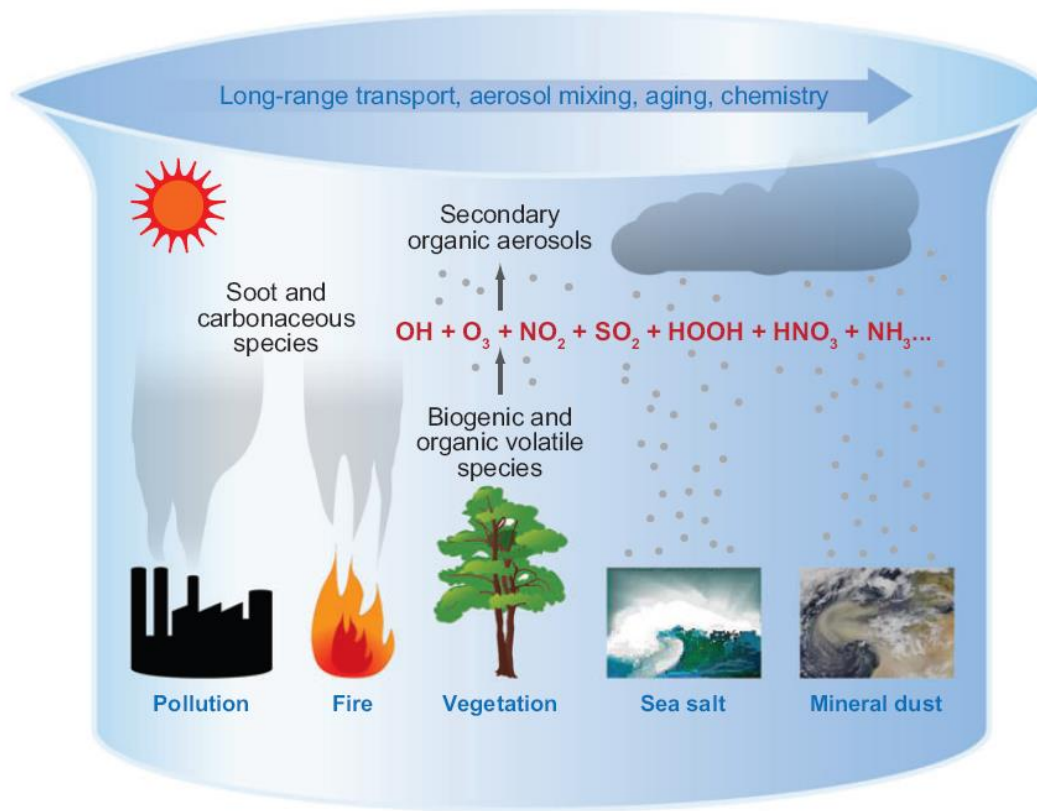 Long-range transport, aerosol mixing, aging, chemistry
Secondary
organic aerosols
Soot and
carbonaceous
species
OH + O₃ + NO₂ + SO₂ + HOOH + HNO₃ + NH₃...
Biogenic and
organic volatile
species
Pollution
Fire
Vegetation
Sea salt
Mineral dust